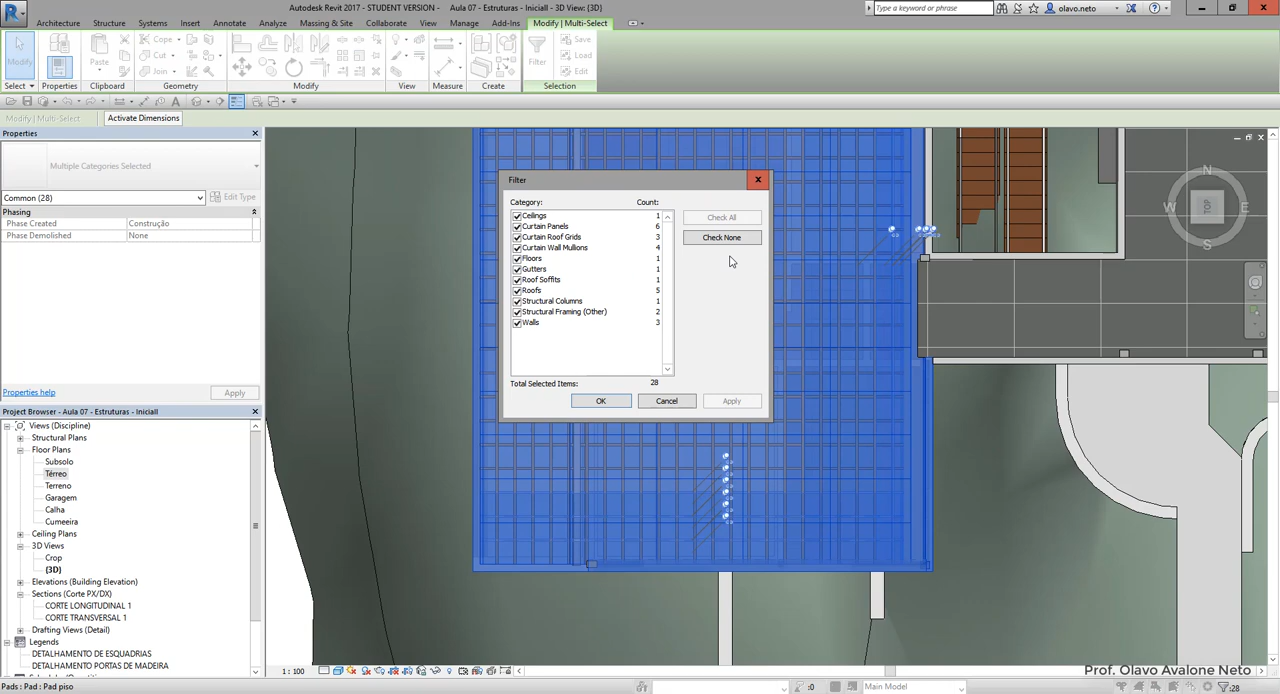 Autodesk Revit 2017 - STUDENT VERSION - Aula 07 - Estruturas - Iniciall - 3D View: {3D}
Type a keyword or phrase
olavo.neto
Architecture Structure Systems Insert Annotate Analyze Massing & Site Collaborate View Manage Add-Ins Modify | Multi-Select
Modify
Paste
Cope
Cut
Join
Filter
Save
Load
Edit
Select Properties Clipboard Geometry Modify View Measure Create Selection
Modify | Multi-Select
Activate Dimensions
Properties
Multiple Categories Selected
Common (28)
Edit Type
Phasing
Phase Created Construção
Phase Demolished None
Properties help
Apply
Project Browser - Aula 07 - Estruturas - Iniciall
Views (Discipline)
Structural Plans
Floor Plans
Subsolo
Térreo
Terreno
Garagem
Calha
Cumeeira
Ceiling Plans
3D Views
Crop
{3D}
Elevations (Building Elevation)
Sections (Corte PX/DX)
CORTE LONGITUDINAL 1
CORTE TRANSVERSAL 1
Drafting Views (Detail)
Legends
DETALHAMENTO DE ESQUADRIAS
DETALHAMENTO PORTAS DE MADEIRA
Filter
Category: Count:
Ceilings 1
Curtain Panels 6
Curtain Roof Grids 3
Curtain Wall Mullions 4
Floors 1
Gutters 1
Roof Soffits 1
Roofs 5
Structural Columns 1
Structural Framing (Other) 2
Walls 3
Check All
Check None
Total Selected Items: 28
OK Cancel Apply
N
W TOP E
S
1 : 100
Prof. Olavo Avalone Neto
Pads : Pad : Pad piso
:0
Main Model
:28